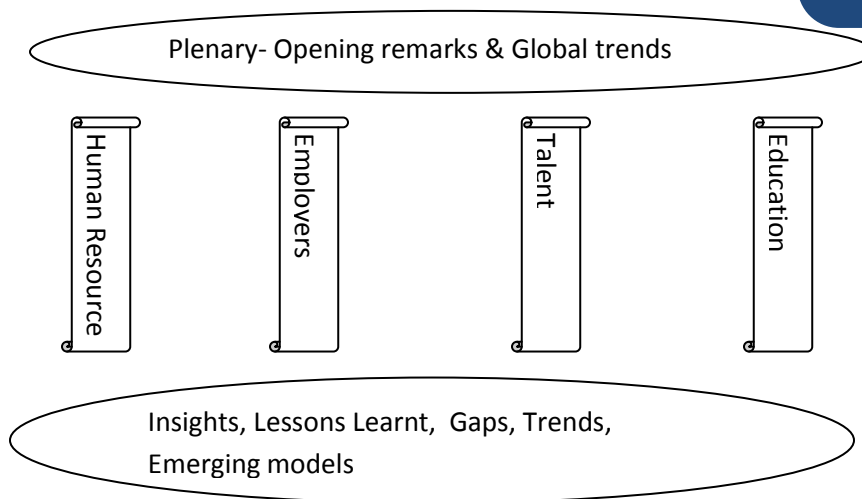 Plenary- Opening remarks & Global trends
Human Resource
Employers
Talent
Education
Insights, Lessons Learnt, Gaps, Trends,
Emerging models